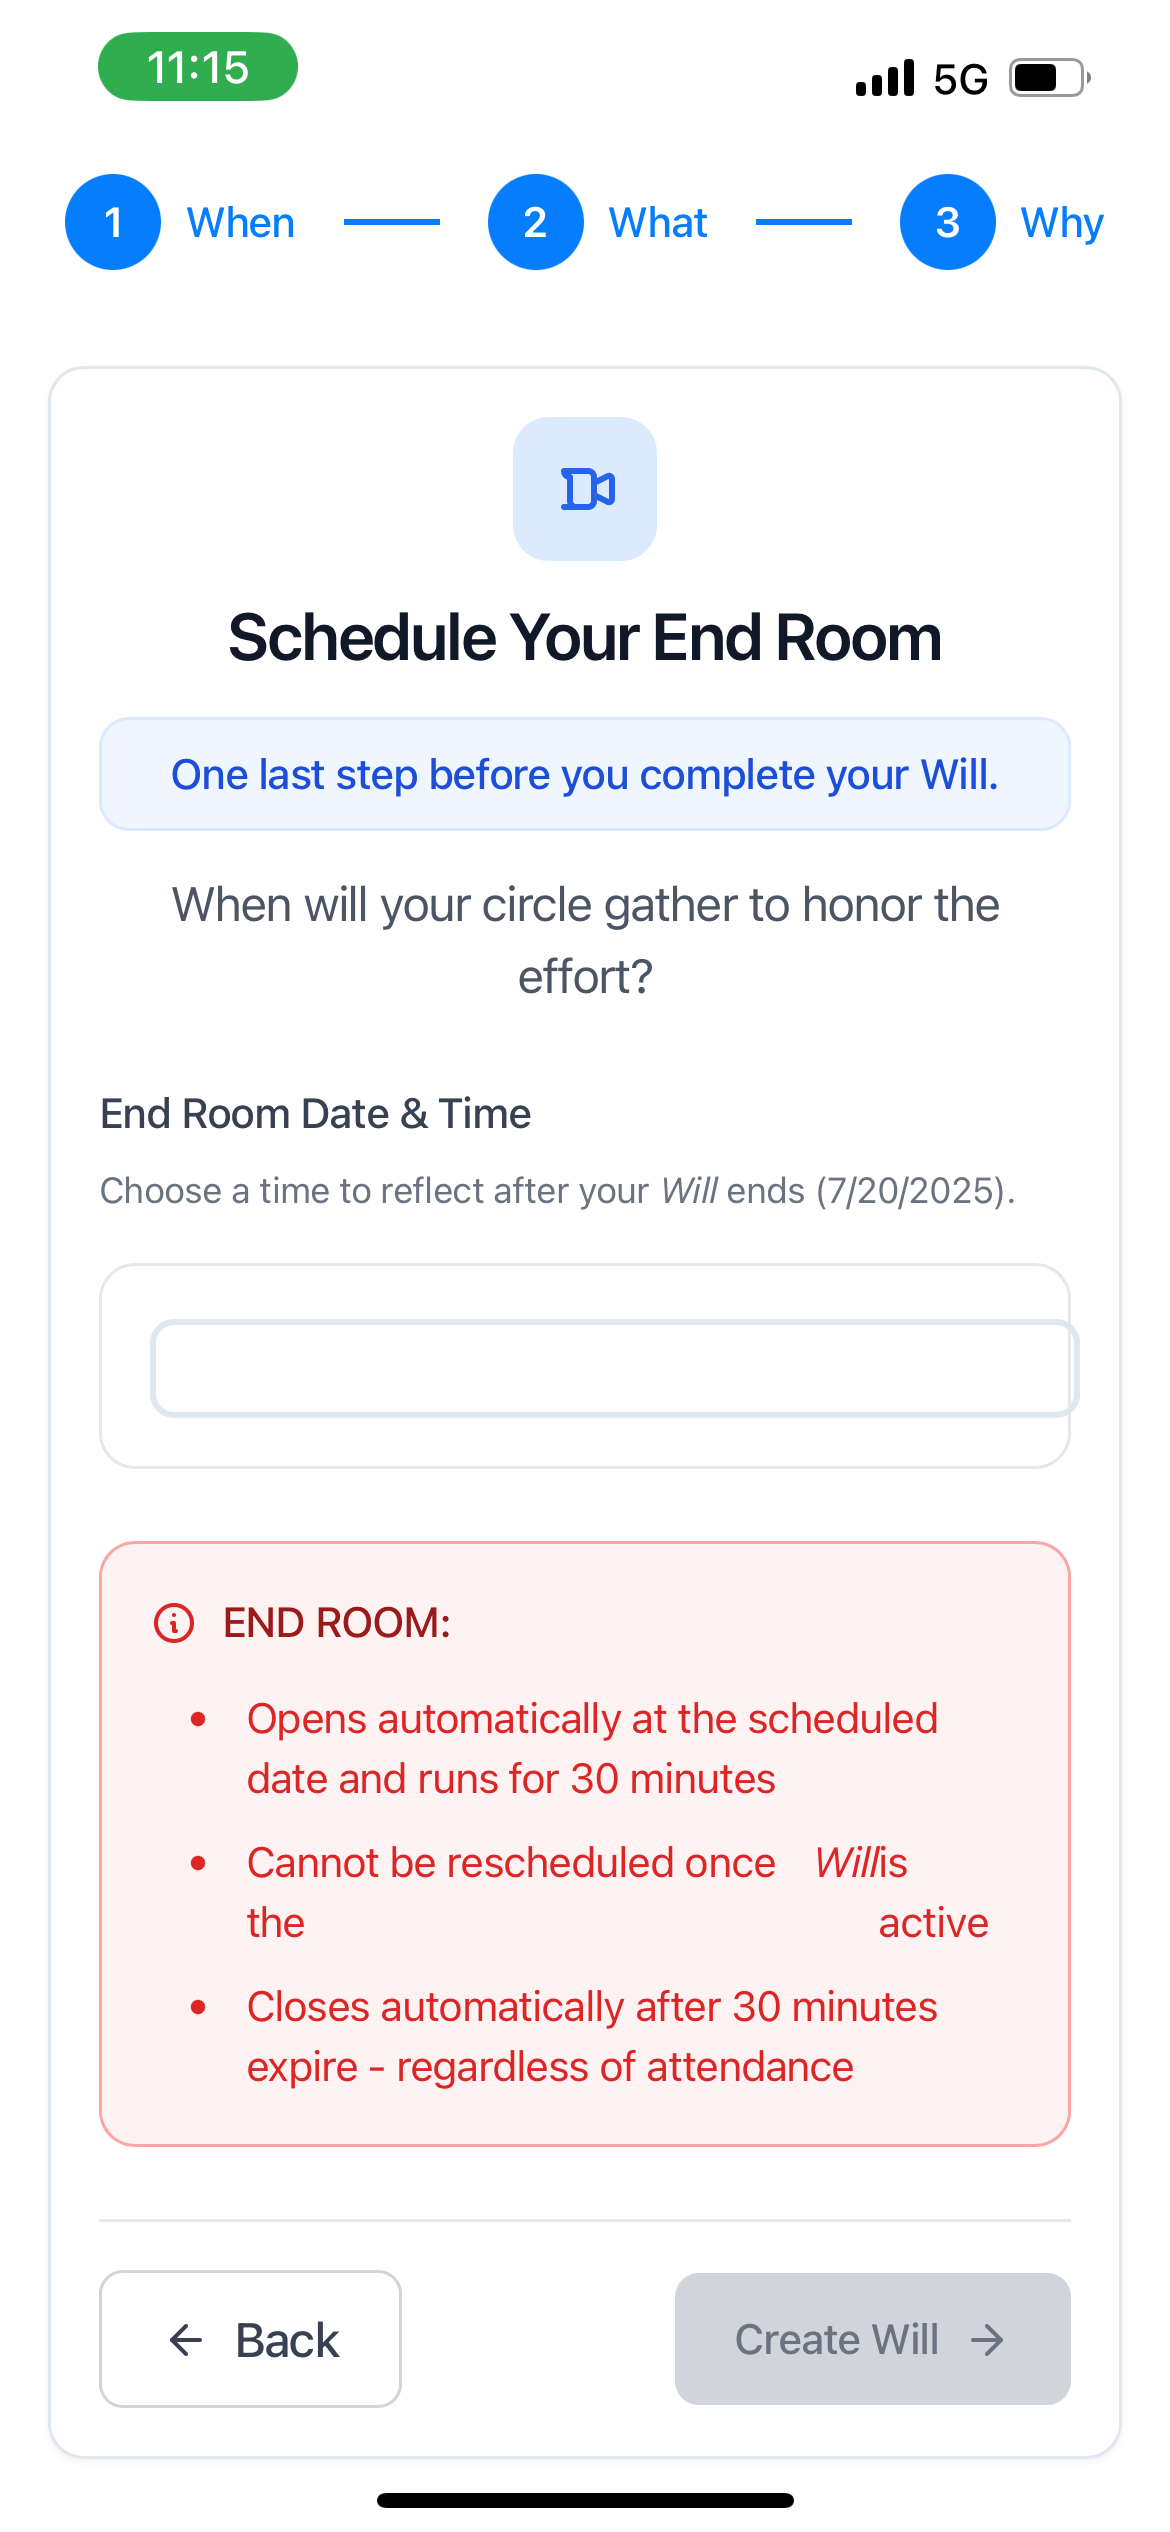 11:15
5G
1 When 2 What 3 Why
Schedule Your End Room
One last step before you complete your Will.
When will your circle gather to honor the
effort?
End Room Date & Time
Choose a time to reflect after your Will ends (7/20/2025).
END ROOM:
• Opens automatically at the scheduled
date and runs for 30 minutes
• Cannot be rescheduled once the Will is active
• Closes automatically after 30 minutes
expire - regardless of attendance
← Back
Create Will →